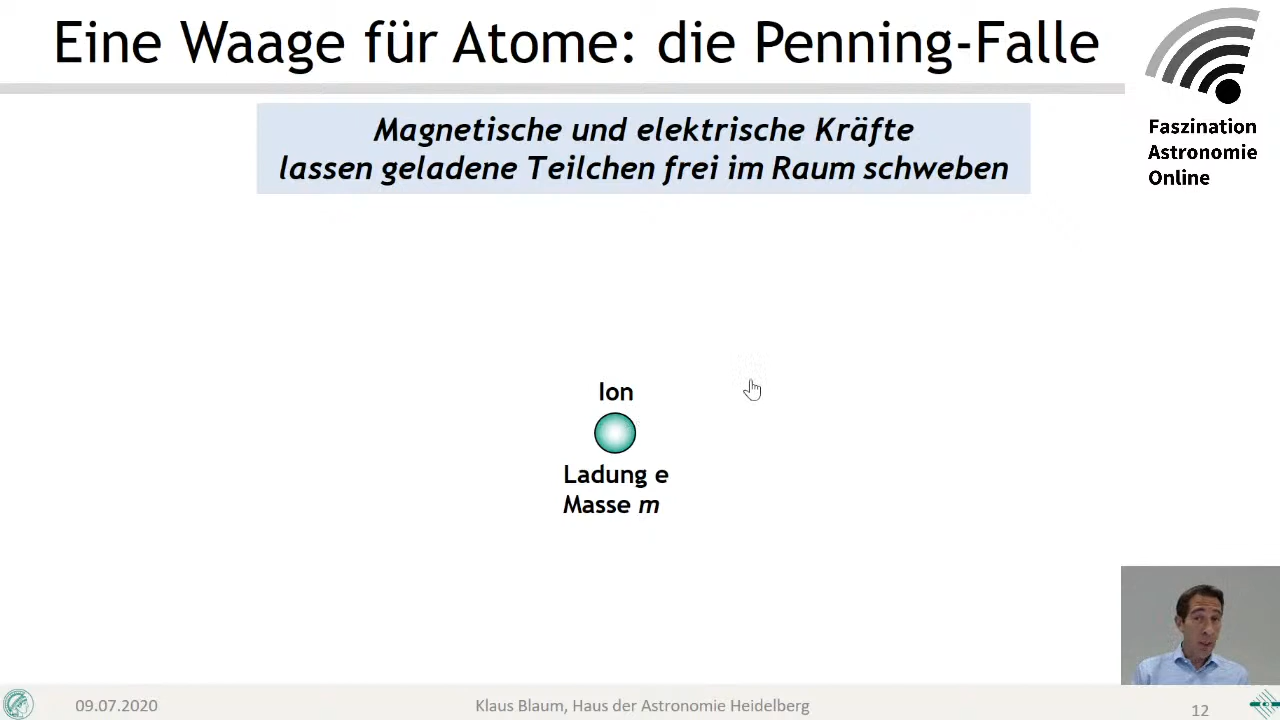 Eine Waage für Atome: die Penning-Falle
Faszination
Astronomie
Online
Magnetische und elektrische Kräfte
lassen geladene Teilchen frei im Raum schweben
Ion
Ladung e
Masse m
09.07.2020
Klaus Blaum, Haus der Astronomie Heidelberg
12